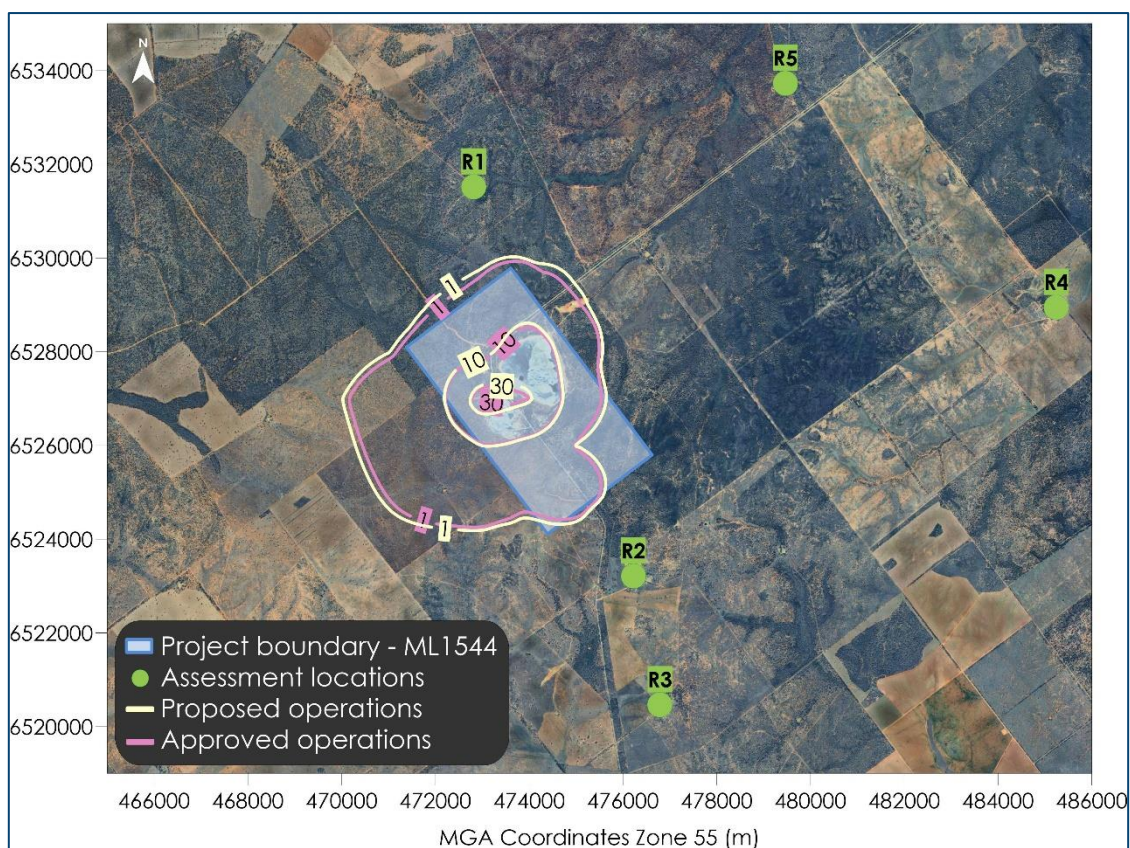 N
6534000
6532000
6530000
6528000
6526000
6524000
6522000
6520000
R5
R1
R4
1
1
10
10
30
30
1
1
R2
R3
Project boundary - ML1544
Assessment locations
Proposed operations
Approved operations
466000 468000 470000 472000 474000 476000 478000 480000 482000 484000 486000
MGA Coordinates Zone 55 (m)